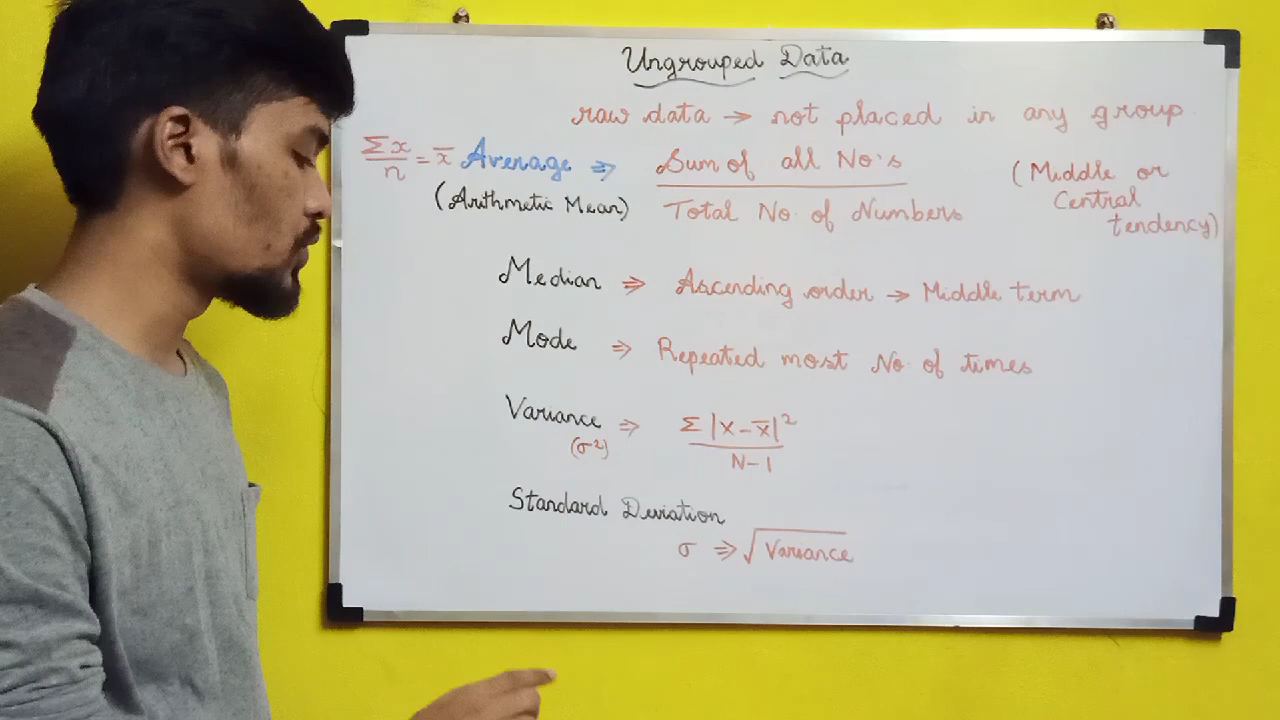 Ungrouped Data
raw data → not placed in any group
Σx/n = x̄ Average ⇒ Sum of all No's / Total No. of Numbers
(Arithmetic Mean)
(Middle or
Central
tendency)
Median ⇒ Ascending order → Middle term
Mode ⇒ Repeated most No. of times
Variance ⇒ Σ|x-x̄|² / N-1
(σ²)
Standard Deviation
σ ⇒ √Variance